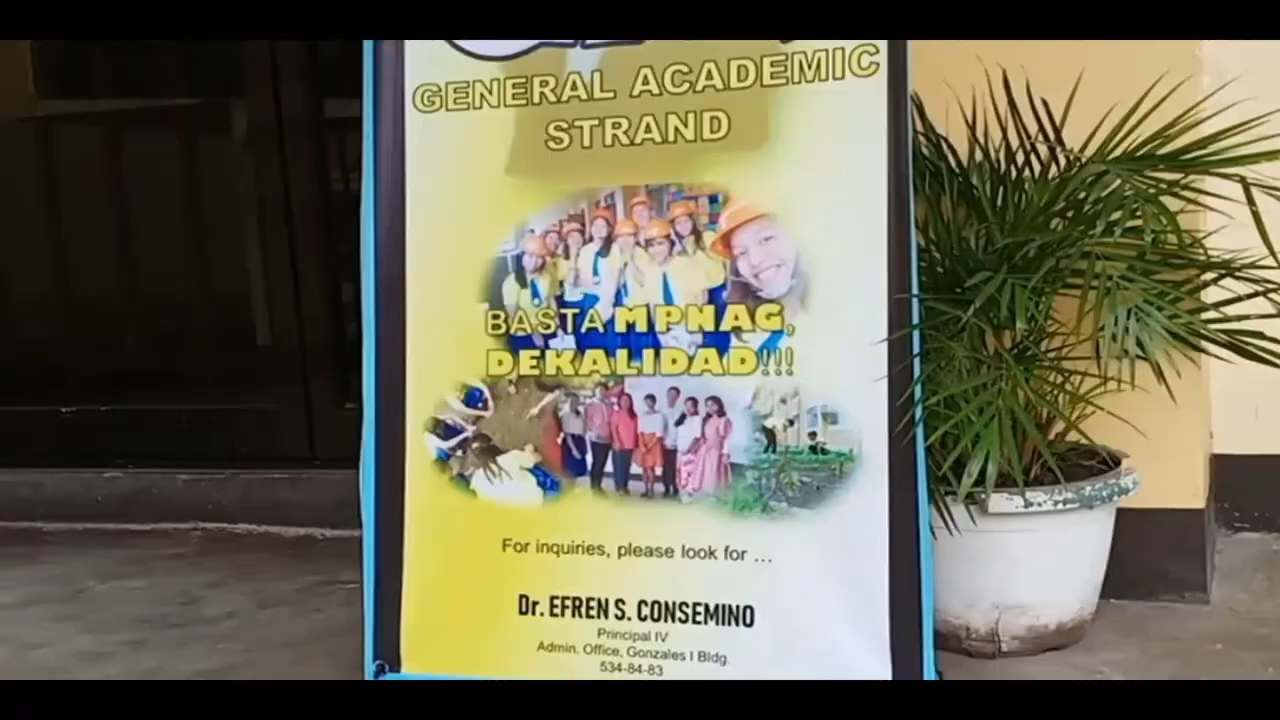 GENERAL ACADEMIC
STRAND
BASTA MPNAG,
DEKALIDAD!!!
For inquiries, please look for ...
Dr. EFREN S. CONSEMINO
Principal IV
Admin. Office, Gonzales I Bldg.
534-84-83